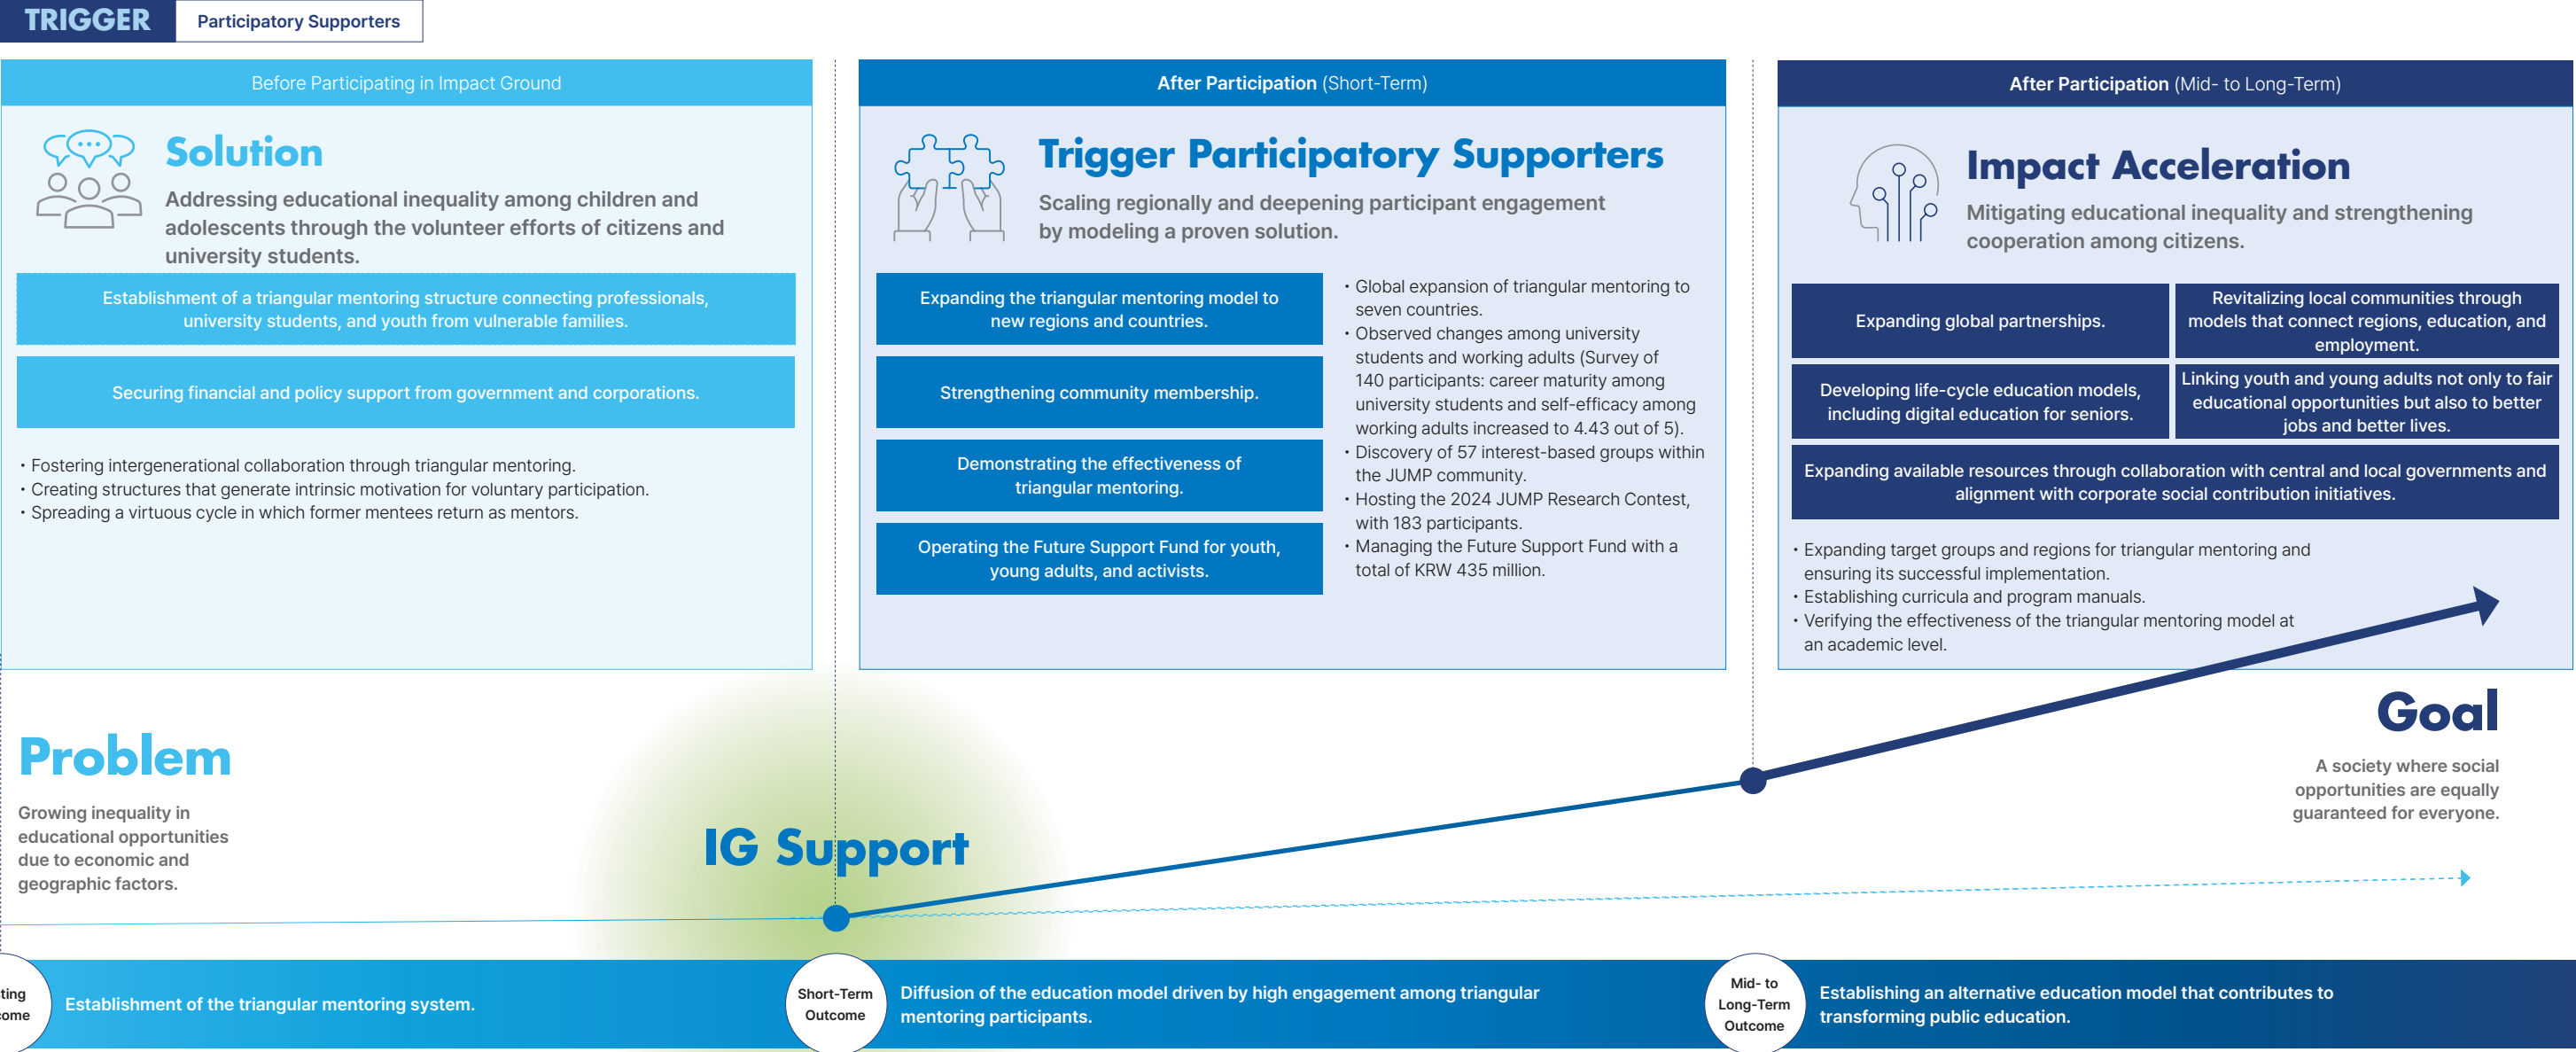 TRIGGER
Participatory Supporters
Before Participating in Impact Ground
Solution
Addressing educational inequality among children and
adolescents through the volunteer efforts of citizens and
university students.
Establishment of a triangular mentoring structure connecting professionals,
university students, and youth from vulnerable families.
Securing financial and policy support from government and corporations.
• Fostering intergenerational collaboration through triangular mentoring.
• Creating structures that generate intrinsic motivation for voluntary participation.
• Spreading a virtuous cycle in which former mentees return as mentors.
After Participation (Short-Term)
Trigger Participatory Supporters
Scaling regionally and deepening participant engagement
by modeling a proven solution.
Expanding the triangular mentoring model to
new regions and countries.
Strengthening community membership.
Demonstrating the effectiveness of
triangular mentoring.
Operating the Future Support Fund for youth,
young adults, and activists.
• Global expansion of triangular mentoring to
seven countries.
• Observed changes among university
students and working adults (Survey of
140 participants: career maturity among
university students and self-efficacy among
working adults increased to 4.43 out of 5).
• Discovery of 57 interest-based groups within
the JUMP community.
• Hosting the 2024 JUMP Research Contest,
with 183 participants.
• Managing the Future Support Fund with a
total of KRW 435 million.
After Participation (Mid- to Long-Term)
Impact Acceleration
Mitigating educational inequality and strengthening
cooperation among citizens.
Expanding global partnerships.
Revitalizing local communities through
models that connect regions, education, and
employment.
Developing life-cycle education models,
including digital education for seniors.
Linking youth and young adults not only to fair
educational opportunities but also to better
jobs and better lives.
Expanding available resources through collaboration with central and local governments and
alignment with corporate social contribution initiatives.
• Expanding target groups and regions for triangular mentoring and
ensuring its successful implementation.
• Establishing curricula and program manuals.
• Verifying the effectiveness of the triangular mentoring model at
an academic level.
Problem
Growing inequality in
educational opportunities
due to economic and
geographic factors.
IG Support
Goal
A society where social
opportunities are equally
guaranteed for everyone.
Establishment of the triangular mentoring system.
Short-Term
Outcome
Diffusion of the education model driven by high engagement among triangular
mentoring participants.
Mid- to
Long-Term
Outcome
Establishing an alternative education model that contributes to
transforming public education.